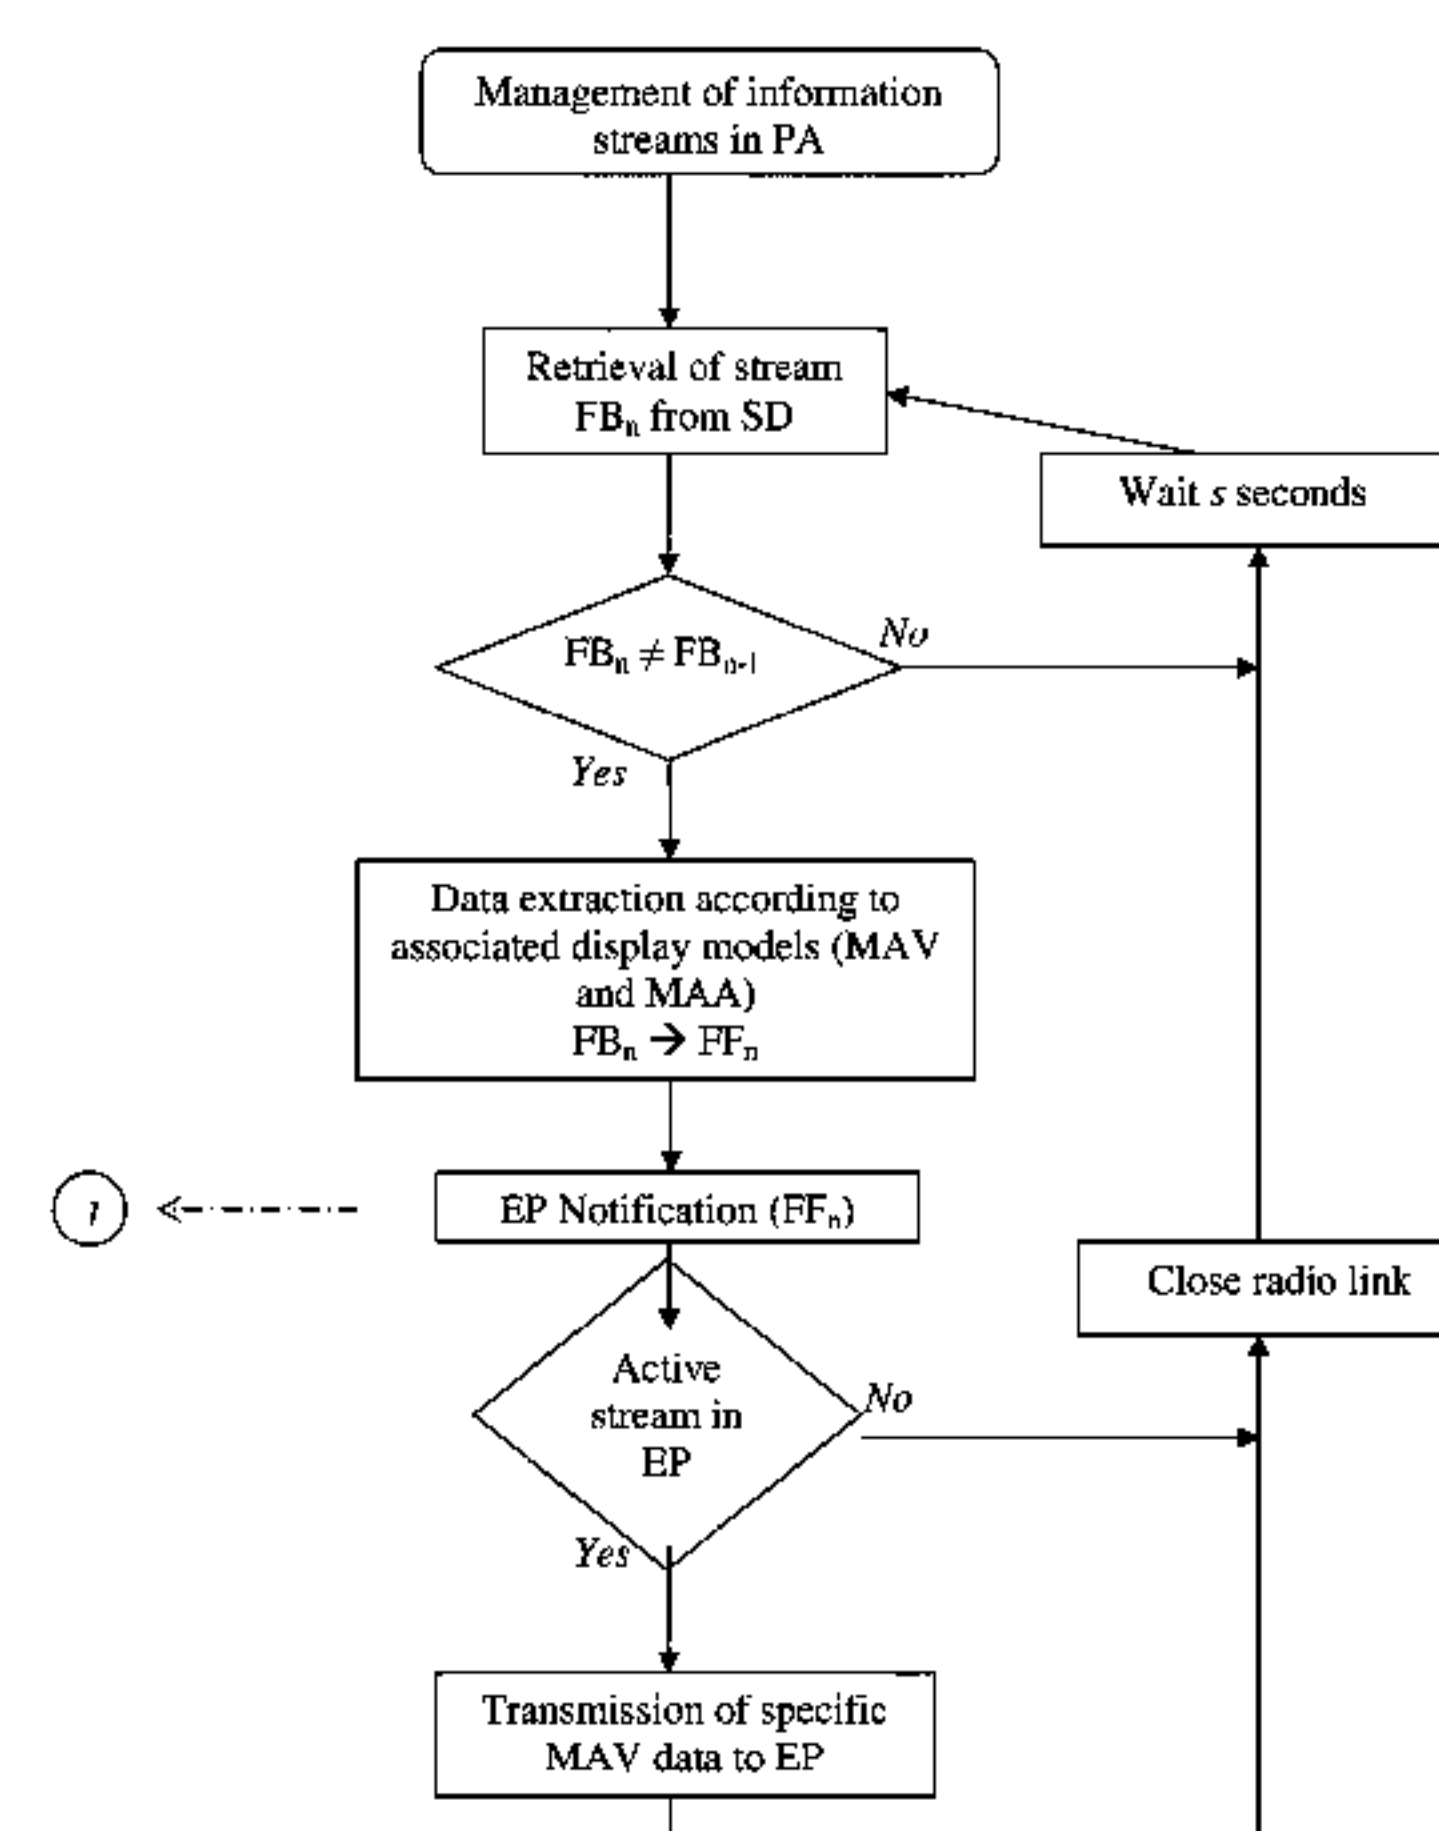 Management of information
streams in PA
Retrieval of stream
FBₙ from SD
Wait s seconds
FBₙ ≠ FBₙ₋₁
No
Yes
Data extraction according to
associated display models (MAV
and MAA)
FBₙ → FFₙ
EP Notification (FFₙ)
Close radio link
Active
stream in
EP
No
Yes
Transmission of specific
MAV data to EP